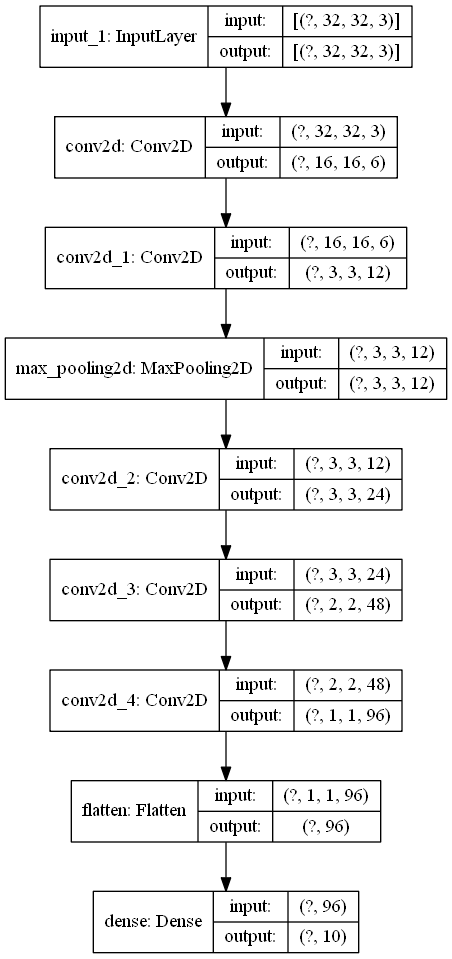 input_1: InputLayer
input: [(?, 32, 32, 3)]
output: [(?, 32, 32, 3)]
conv2d: Conv2D
input: (?, 32, 32, 3)
output: (?, 16, 16, 6)
conv2d_1: Conv2D
input: (?, 16, 16, 6)
output: (?, 3, 3, 12)
max_pooling2d: MaxPooling2D
input: (?, 3, 3, 12)
output: (?, 3, 3, 12)
conv2d_2: Conv2D
input: (?, 3, 3, 12)
output: (?, 3, 3, 24)
conv2d_3: Conv2D
input: (?, 3, 3, 24)
output: (?, 2, 2, 48)
conv2d_4: Conv2D
input: (?, 2, 2, 48)
output: (?, 1, 1, 96)
flatten: Flatten
input: (?, 1, 1, 96)
output: (?, 96)
dense: Dense
input: (?, 96)
output: (?, 10)